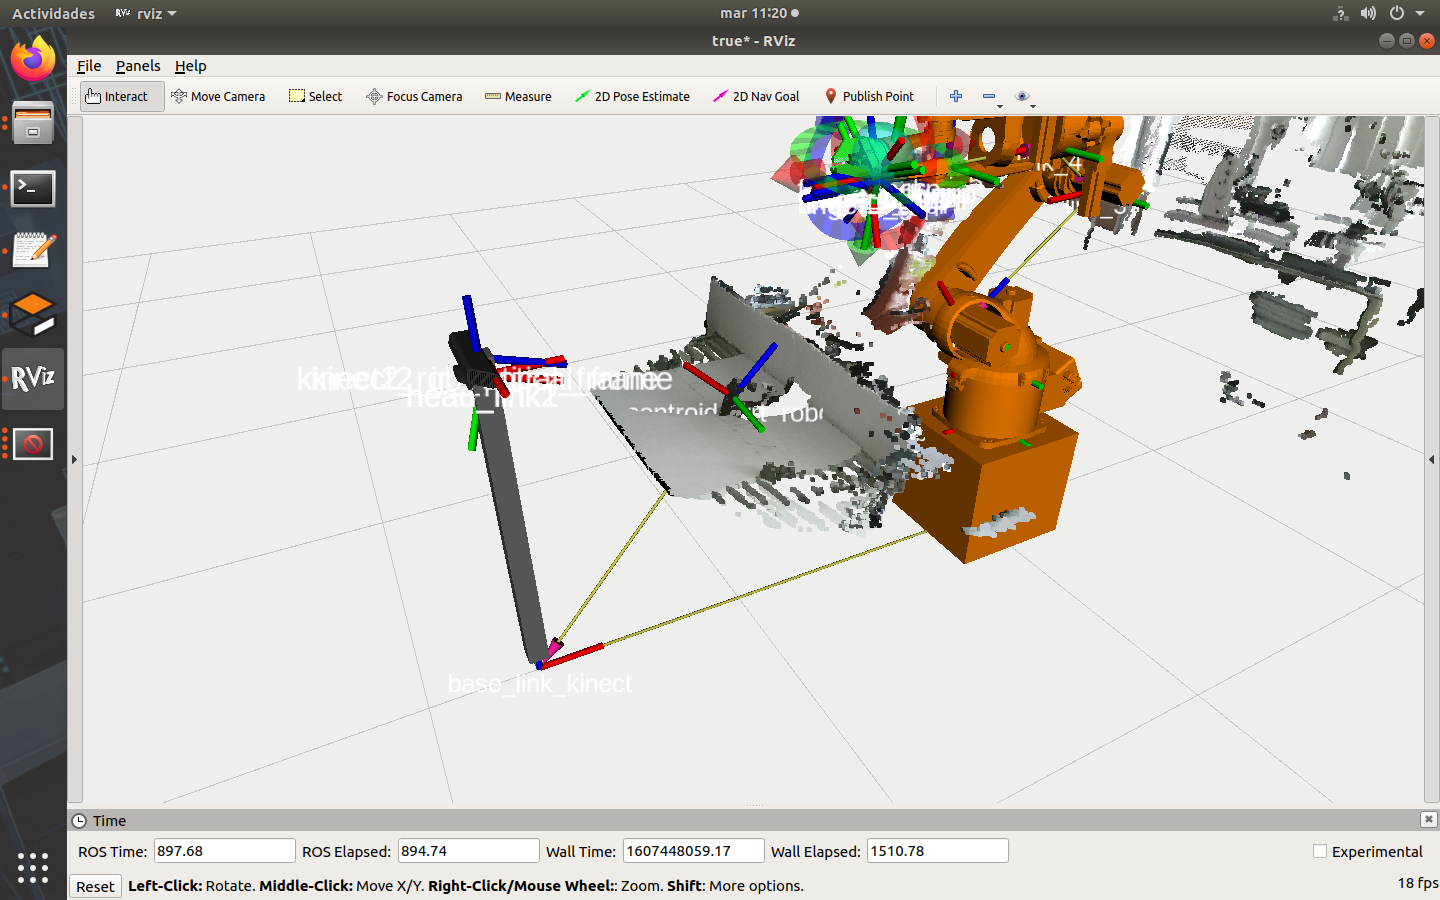 Actividades
RViz rviz
mar 11:20
?
true* - RViz
File Panels Help
Interact Move Camera Select Focus Camera Measure 2D Pose Estimate 2D Nav Goal Publish Point
RViz
base_link_kinect
Time
ROS Time: 897.68 ROS Elapsed: 894.74 Wall Time: 1607448059.17 Wall Elapsed: 1510.78 Experimental
Reset Left-Click: Rotate. Middle-Click: Move X/Y. Right-Click/Mouse Wheel:: Zoom. Shift: More options. 18 fps